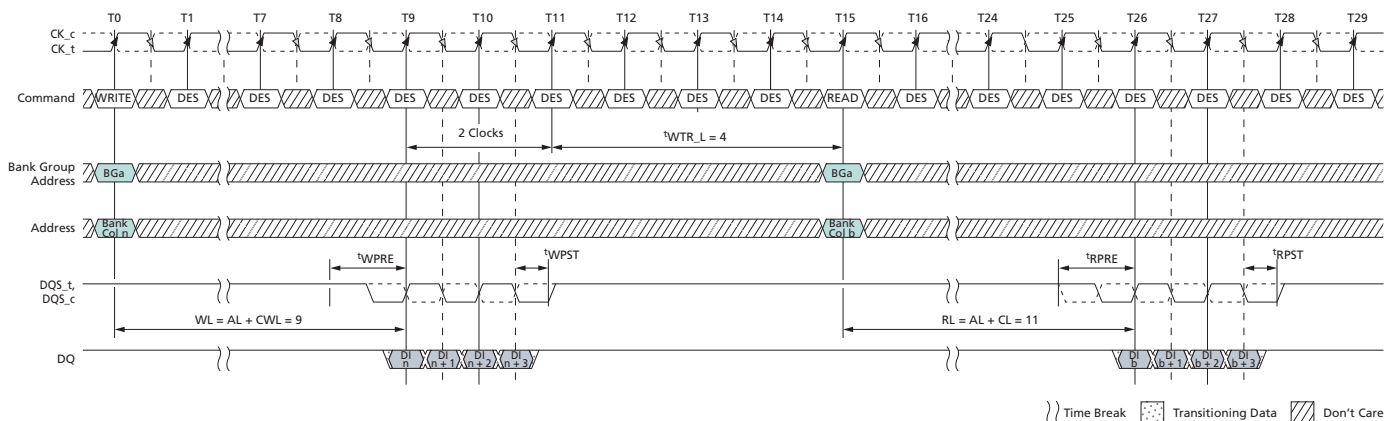 T0 T1 T7 T8 T9 T10 T11 T12 T13 T14 T15 T16 T24 T25 T26 T27 T28 T29
CK_c
CK_t
Command WRITE DES DES DES DES DES DES DES DES DES READ DES DES DES DES DES DES DES
2 Clocks
tWTR_L = 4
Bank Group
Address
BGa BGa
Address
Bank
Col n
Bank
Col b
tWPRE tWPST tRPRE tRPST
DQS_t,
DQS_c
WL = AL + CWL = 9 RL = AL + CL = 11
DQ
DI DI DI DI DI DI DI DI
n n + 1 n + 2 n + 3 b b + 1 b + 2 b + 3
Time Break Transitioning Data Don't Care